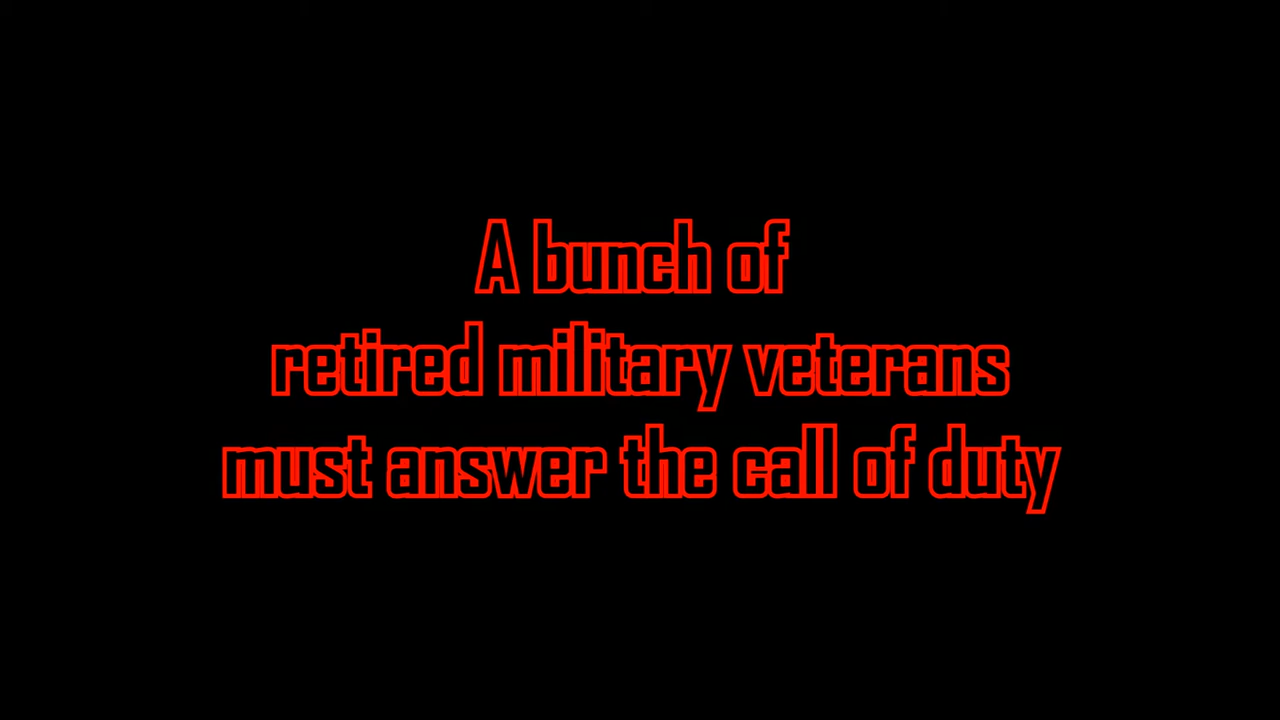 A bunch of
retired military veterans
must answer the call of duty